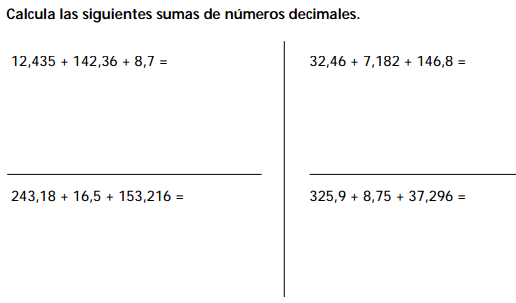 Calcula las siguientes sumas de números decimales.
12,435 + 142,36 + 8,7 =
32,46 + 7,182 + 146,8 =
243,18 + 16,5 + 153,216 =
325,9 + 8,75 + 37,296 =